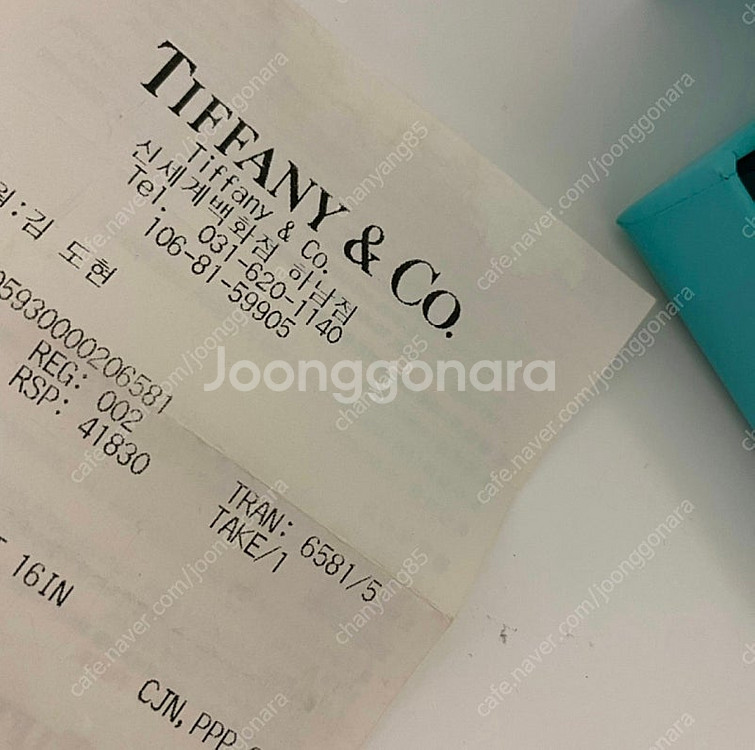 TIFFANY & CO.
Tiffany & Co.
신세계백화점 하남점
Tel. 031-620-1140
106-81-59905
:김 도현
5930000206581
REG: 002
RSP: 41830
TRAN: 6581/5
TAKE/1
16IN
CJN, PPP
Joonggonara
cafe.naver.com/joonggonara
chanyang85